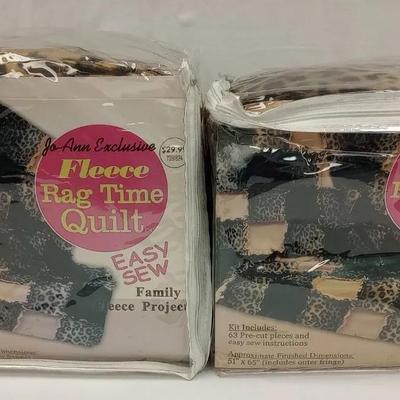 Jo-Ann Exclusive
$29.99
Fleece
Rag Time
Quilt
EASY
SEW
Family
leece Project
Kit Includes:
63 Pre-cut pieces and
easy sew instructions
Approximate Finished Dimensions:
51" X 65" (includes outer fringe)